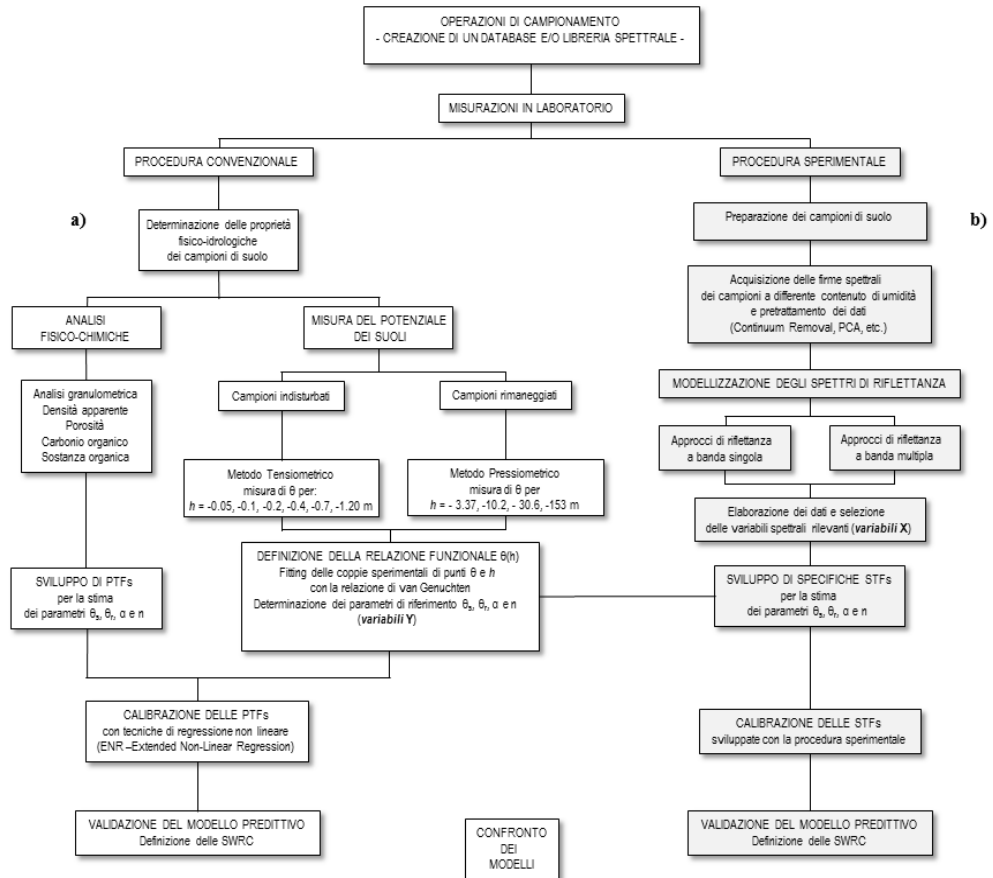 OPERAZIONI DI CAMPIONAMENTO
- CREAZIONE DI UN DATABASE E/O LIBRERIA SPETTRALE -
MISURAZIONI IN LABORATORIO
PROCEDURA CONVENZIONALE
PROCEDURA SPERIMENTALE
a)
b)
Determinazione delle proprietà
fisico-idrologiche
dei campioni di suolo
Preparazione dei campioni di suolo
Acquisizione delle firme spettrali
dei campioni a differente contenuto di umidità
e pretrattamento dei dati
(Continuum Removal, PCA, etc.)
ANALISI
FISICO-CHIMICHE
MISURA DEL POTENZIALE
DEI SUOLI
MODELLIZZAZIONE DEGLI SPETTRI DI RIFLETTANZA
Analisi granulometrica
Densità apparente
Porosità
Carbonio organico
Sostanza organica
Campioni indisturbati
Campioni rimaneggiati
Approcci di riflettanza
a banda singola
Approcci di riflettanza
a banda multipla
Metodo Tensiometrico
misura di θ per:
h = -0.05, -0.1, -0.2, -0.4, -0.7, -1.20 m
Metodo Pressiometrico
misura di θ per
h = - 3.37, -10.2, - 30.6, -153 m
Elaborazione dei dati e selezione
delle variabili spettrali rilevanti (variabili X)
DEFINIZIONE DELLA RELAZIONE FUNZIONALE θ(h)
Fitting delle coppie sperimentali di punti θ e h
con la relazione di van Genuchten
Determinazione dei parametri di riferimento θs, θr, α e n
(variabili Y)
SVILUPPO DI PTFs
per la stima
dei parametri θs, θr, α e n
SVILUPPO DI SPECIFICHE STFs
per la stima
dei parametri θs, θr, α e n
CALIBRAZIONE DELLE PTFs
con tecniche di regressione non lineare
(ENR –Extended Non-Linear Regression)
CALIBRAZIONE DELLE STFs
sviluppate con la procedura sperimentale
VALIDAZIONE DEL MODELLO PREDITTIVO
Definizione delle SWRC
CONFRONTO
DEI
MODELLI
VALIDAZIONE DEL MODELLO PREDITTIVO
Definizione delle SWRC